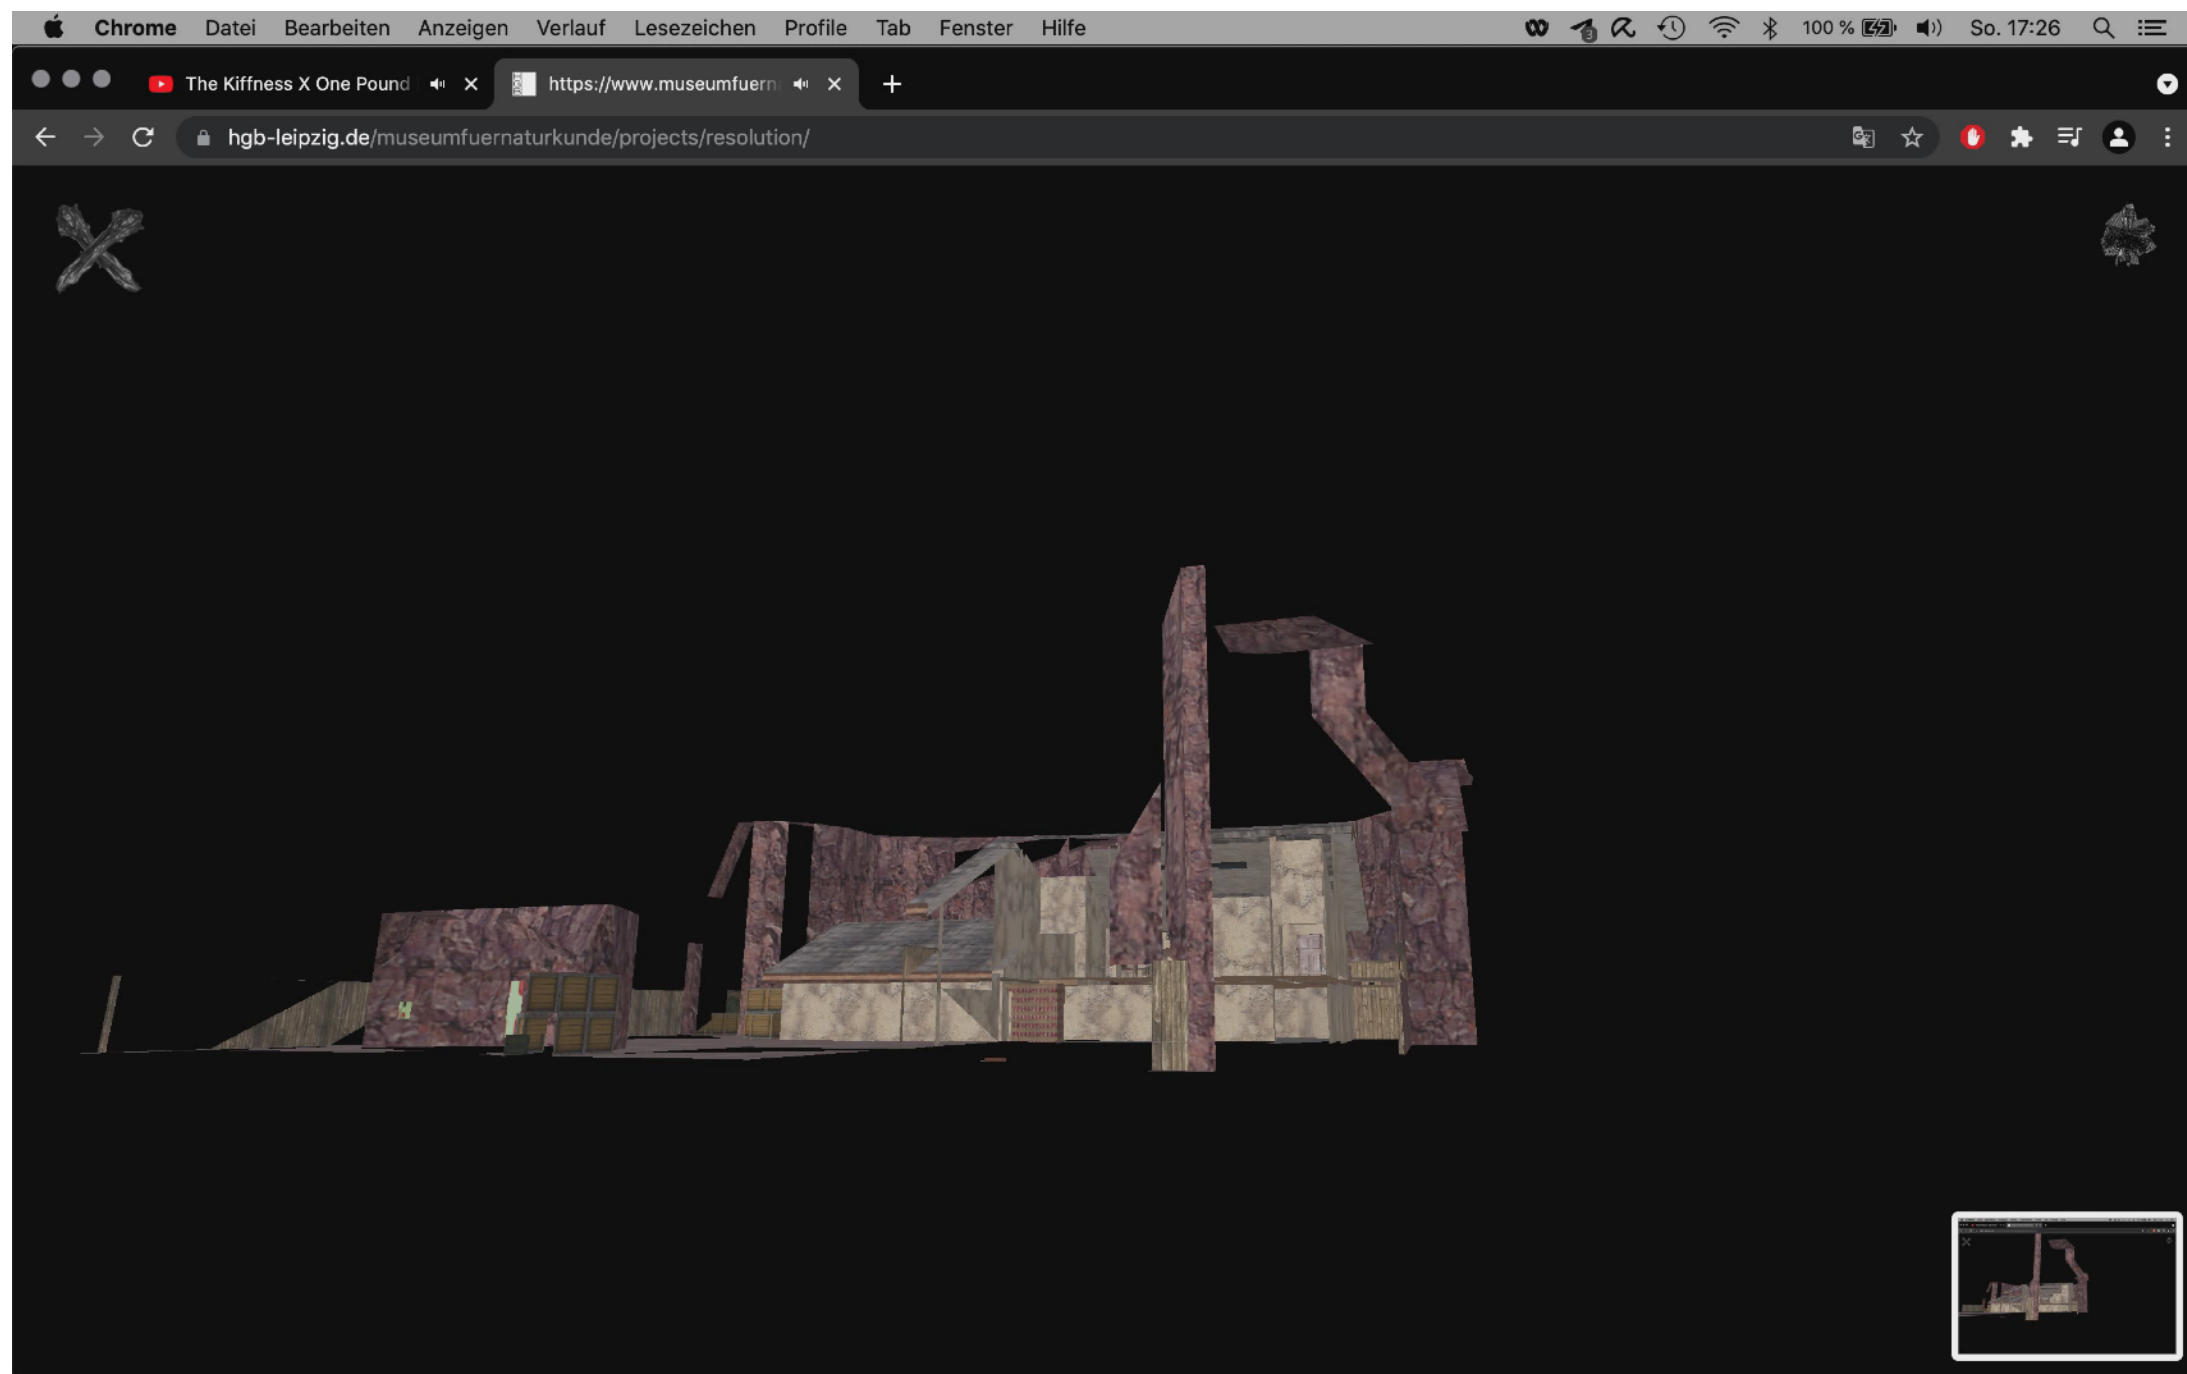 Chrome Datei Bearbeiten Anzeigen Verlauf Lesezeichen Profile Tab Fenster Hilfe 3 100 % So. 17:26
The Kiffness X One Pound https://www.museumfuern
hgb-leipzig.de/museumfuernaturkunde/projects/resolution/